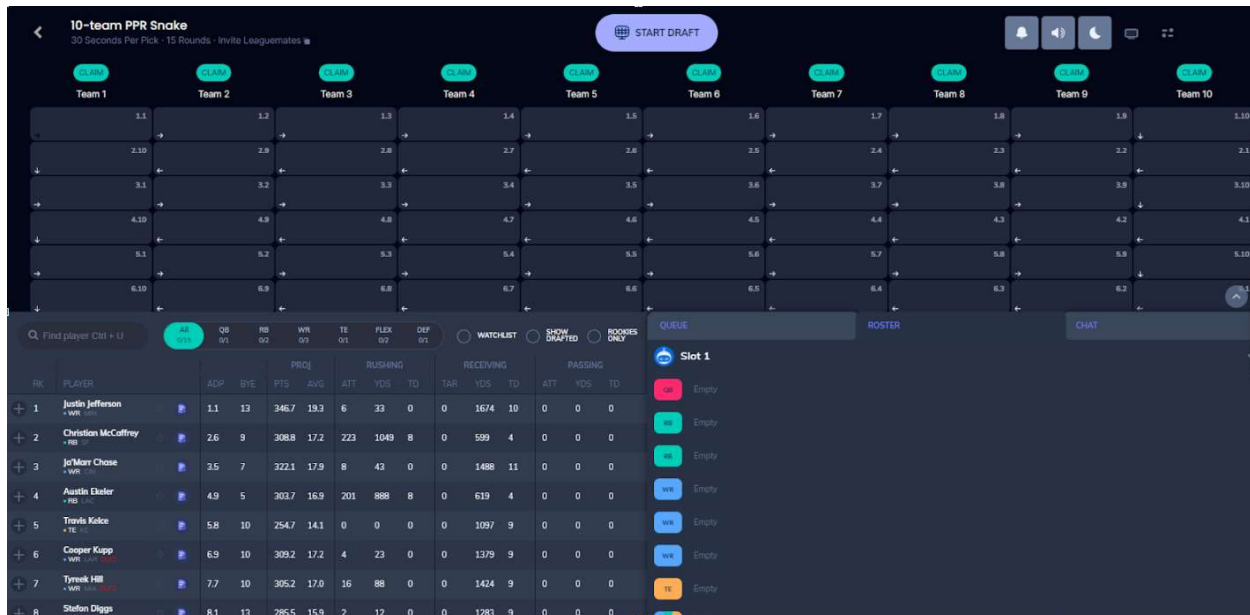 10-team PPR Snake
30 Seconds Per Pick · 15 Rounds · Invite Leaguemates
START DRAFT
CLAIM CLAIM CLAIM CLAIM CLAIM CLAIM CLAIM CLAIM CLAIM CLAIM
Team 1 Team 2 Team 3 Team 4 Team 5 Team 6 Team 7 Team 8 Team 9 Team 10
1.1 1.2 1.3 1.4 1.5 1.6 1.7 1.8 1.9 1.10
→ → → → → → → → ↓
2.10 2.9 2.8 2.7 2.6 2.5 2.4 2.3 2.2 2.1
↓ ← ← ← ← ← ← ← ← ←
3.1 3.2 3.3 3.4 3.5 3.6 3.7 3.8 3.9 3.10
→ → → → → → → → → ↓
4.10 4.9 4.8 4.7 4.6 4.5 4.4 4.3 4.2 4.1
↓ ← ← ← ← ← ← ← ← ←
5.1 5.2 5.3 5.4 5.5 5.6 5.7 5.8 5.9 5.10
→ → → → → → → → → ↓
6.10 6.9 6.8 6.7 6.6 6.5 6.4 6.3 6.2
↓ ← ← ← ← ← ← ← ←
Find player Ctrl + U
All QB RB WR TE FLEX DEF
0/15 0/1 0/2 0/3 0/1 0/2 0/1
WATCHLIST
SHOW DRAFTED
ROOKIES ONLY
QUEUE ROSTER CHAT
PROJ RUSHING RECEIVING PASSING
RK PLAYER ADP BYE PTS AVG ATT YDS TD TAR YDS TD ATT YDS TD
1 Justin Jefferson 1.1 13 346.7 19.3 6 33 0 0 1674 10 0 0 0
WR MIN
2 Christian McCaffrey 2.6 9 308.8 17.2 223 1049 8 0 599 4 0 0 0
RB SF
3 Ja'Marr Chase 3.5 7 322.1 17.9 8 43 0 0 1488 11 0 0 0
WR CIN
4 Austin Ekeler 4.9 5 303.7 16.9 201 888 8 0 619 4 0 0 0
RB LAC
5 Travis Kelce 5.8 10 254.7 14.1 0 0 0 0 1097 9 0 0 0
TE KC
6 Cooper Kupp 6.9 10 309.2 17.2 4 23 0 0 1379 9 0 0 0
WR LAR
7 Tyreek Hill 7.7 10 305.2 17.0 16 88 0 0 1424 9 0 0 0
WR MIA
8 Stefon Diggs 8.1 13 285.5 15.9 2 12 0 0 1283 9 0 0 0
Slot 1
QB Empty
RB Empty
RB Empty
WR Empty
WR Empty
WR Empty
TE Empty